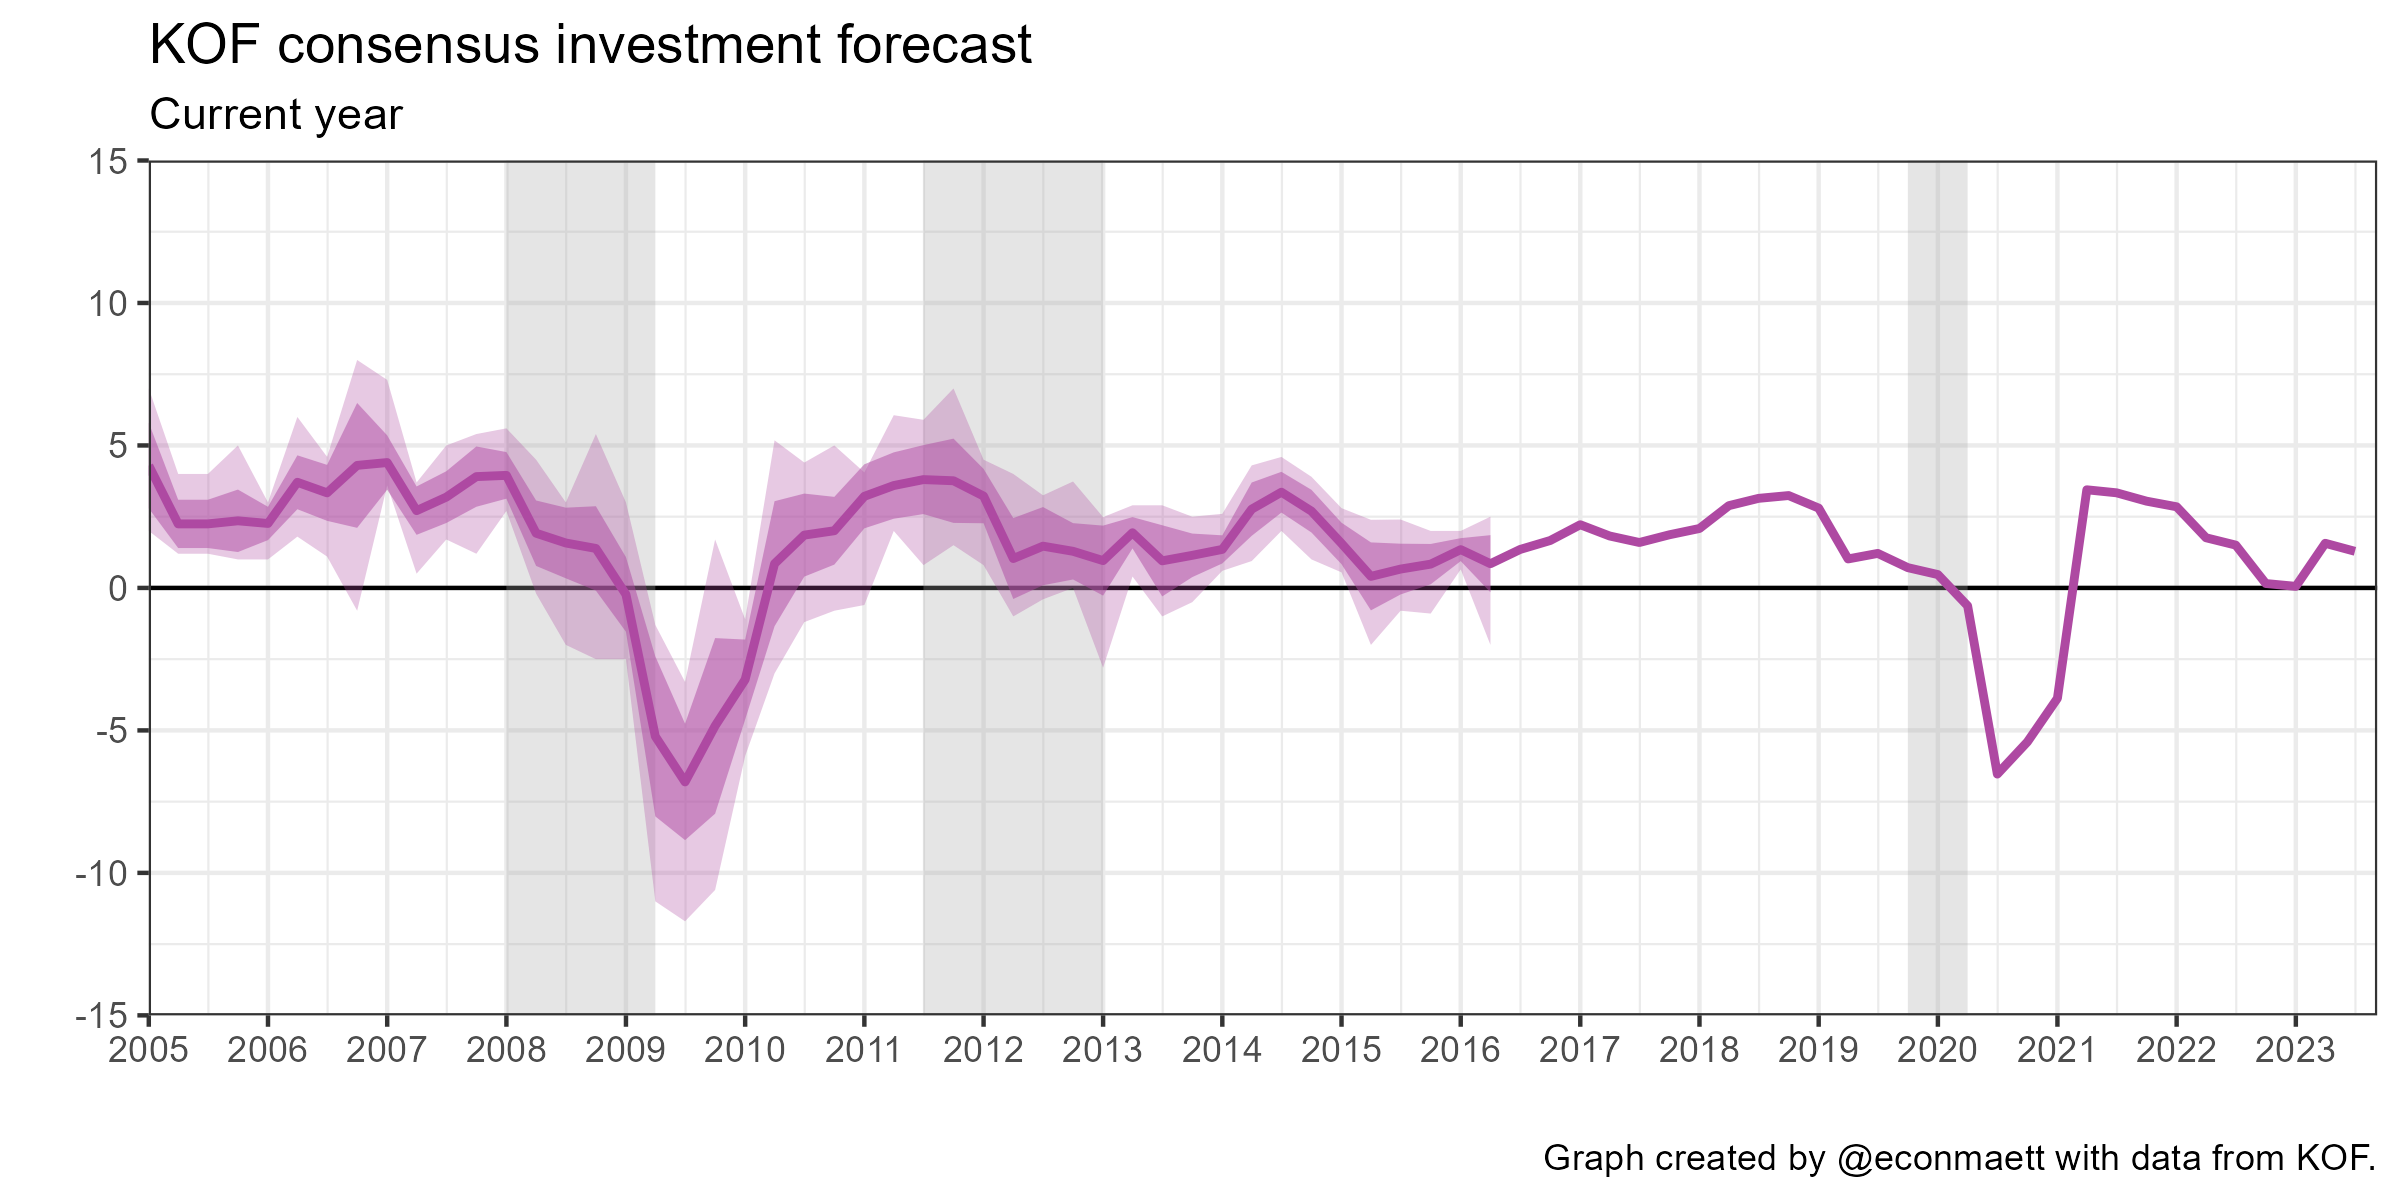 KOF consensus investment forecast
Current year
15
10
5
0
-5
-10
-15
2005 2006 2007 2008 2009 2010 2011 2012 2013 2014 2015 2016 2017 2018 2019 2020 2021 2022 2023
Graph created by @econmaett with data from KOF.